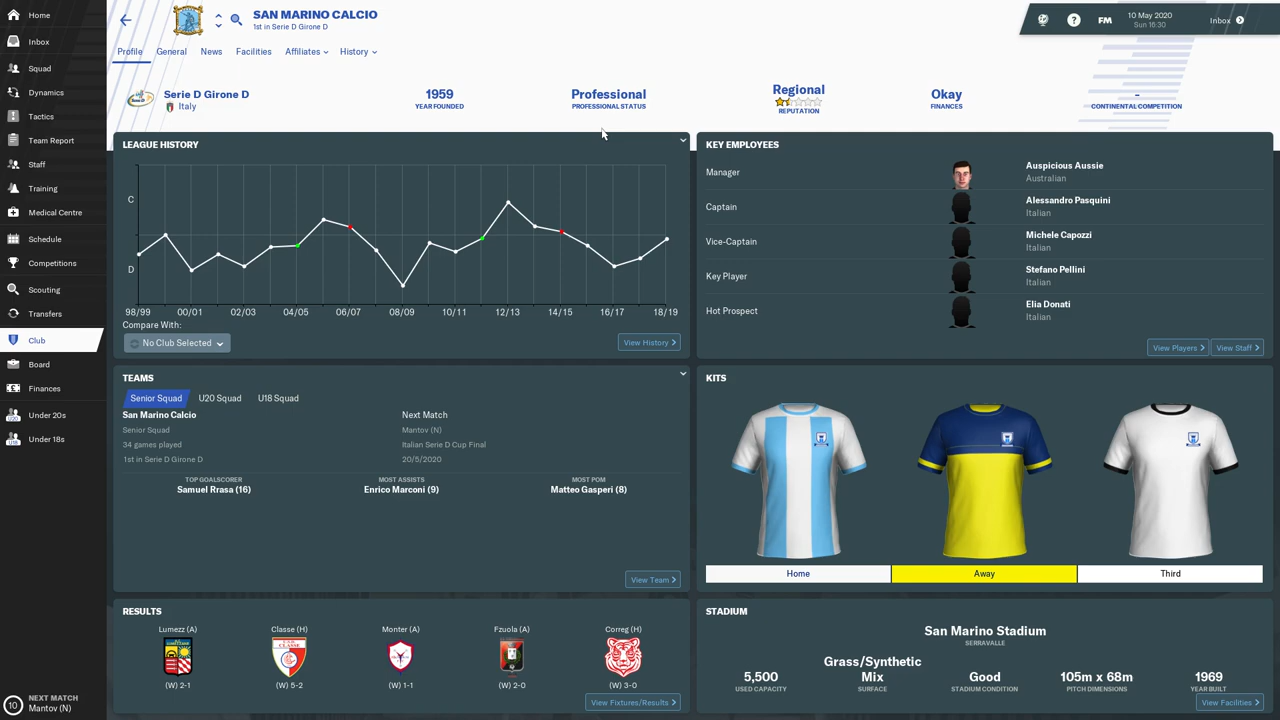 Home
Inbox
Squad
Dynamics
Tactics
Team Report
Staff
Training
Medical Centre
Schedule
Competitions
Scouting
Transfers
Club
Board
Finances
Under 20s
Under 18s
10
NEXT MATCH
Mantov (N)
SAN MARINO CALCIO
1st in Serie D Girone D
FM
10 May 2020
Sun 16:30
Inbox
Profile General News Facilities Affiliates History
Serie D Girone D
Italy
1959
YEAR FOUNDED
Professional
PROFESSIONAL STATUS
Regional
REPUTATION
Okay
FINANCES
-
CONTINENTAL COMPETITION
LEAGUE HISTORY
C
D
98/99 00/01 02/03 04/05 06/07 08/09 10/11 12/13 14/15 16/17 18/19
Compare With:
No Club Selected
View History
KEY EMPLOYEES
Manager
Auspicious Aussie
Australian
Captain
Alessandro Pasquini
Italian
Vice-Captain
Michele Capozzi
Italian
Key Player
Stefano Pellini
Italian
Hot Prospect
Elia Donati
Italian
View Players View Staff
TEAMS
Senior Squad U20 Squad U18 Squad
San Marino Calcio
Senior Squad
34 games played
1st in Serie D Girone D
Next Match
Mantov (N)
Italian Serie D Cup Final
20/5/2020
TOP GOALSCORER
Samuel Rrasa (16)
MOST ASSISTS
Enrico Marconi (9)
MOST POM
Matteo Gasperi (8)
View Team
KITS
Home Away Third
RESULTS
Lumezz (A) Classe (H) Monter (A) Fzuola (A) Correg (H)
(W) 2-1 (W) 5-2 (W) 1-1 (W) 2-0 (W) 3-0
View Fixtures/Results
STADIUM
San Marino Stadium
SERRAVALLE
5,500
USED CAPACITY
Grass/Synthetic
Mix
SURFACE
Good
STADIUM CONDITION
105m x 68m
PITCH DIMENSIONS
1969
YEAR BUILT
View Facilities